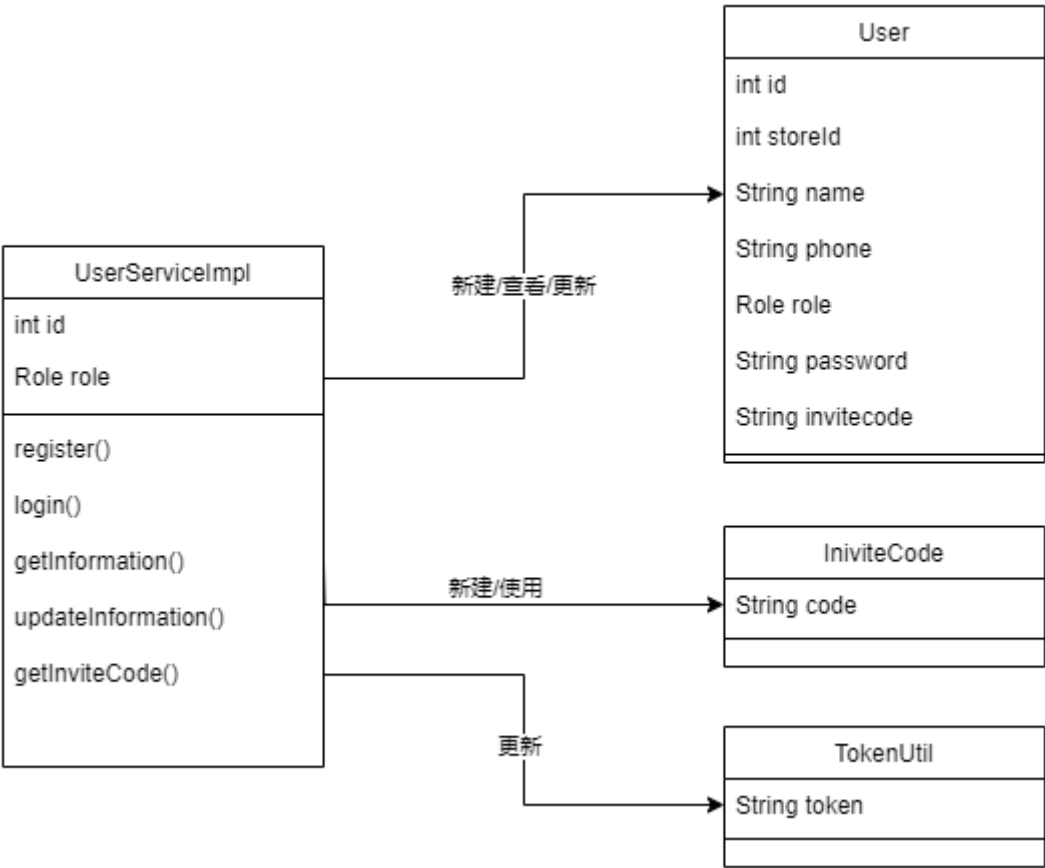 User
int id
int storeId
String name
String phone
Role role
String password
String invitecode
UserServiceImpl
int id
Role role
register()
login()
getInformation()
updateInformation()
getInviteCode()
新建/查看/更新
新建/使用
更新
IniviteCode
String code
TokenUtil
String token